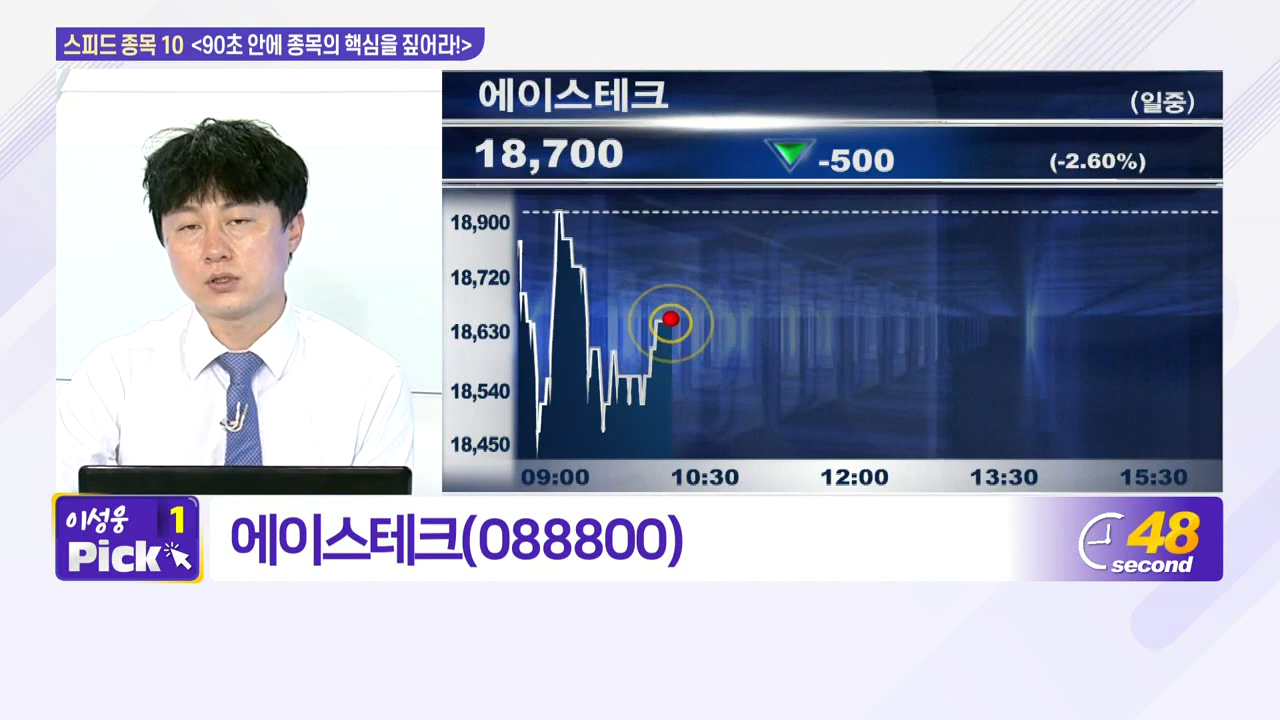 스피드 종목 10 <90초 안에 종목의 핵심을 짚어라!>
에이스테크
(일중)
18,700
-500
(-2.60%)
18,900
18,720
18,630
18,540
18,450
09:00
10:30
12:00
13:30
15:30
이성웅 1
Pick
에이스테크(088800)
48
second